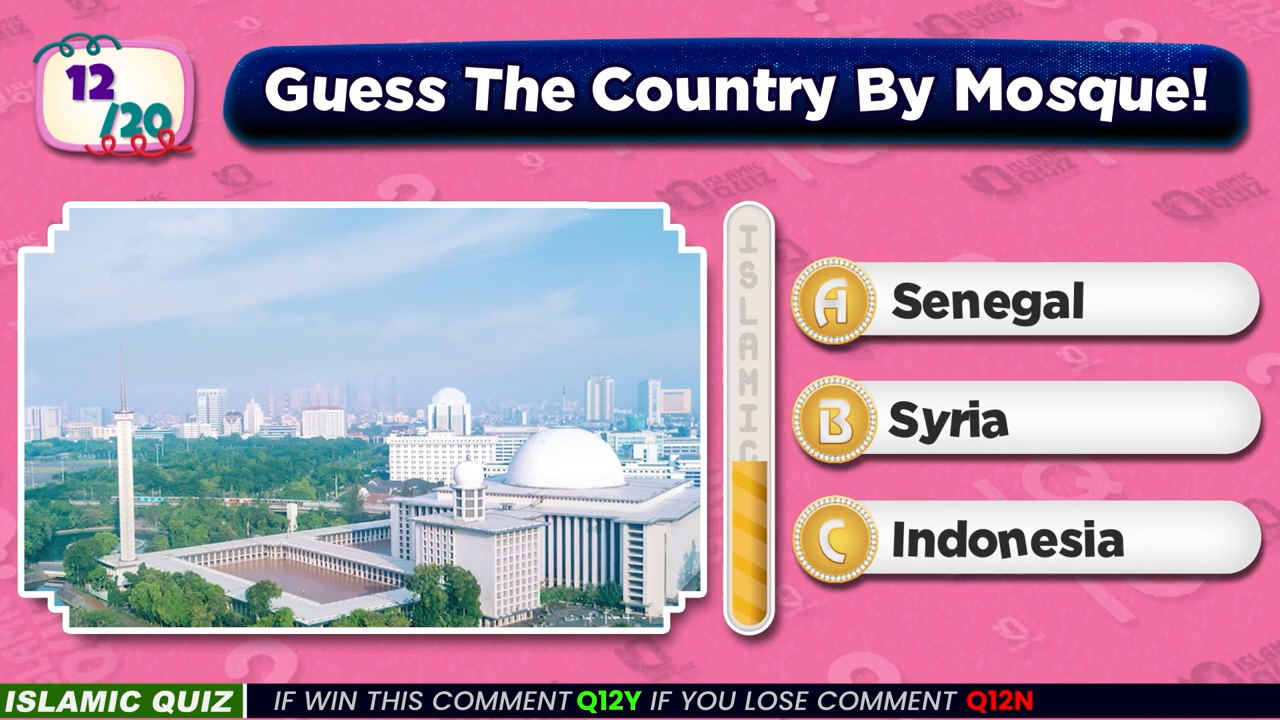 12
/20
Guess The Country By Mosque!
ISLAMIC
A Senegal
B Syria
C Indonesia
ISLAMIC QUIZ
IF WIN THIS COMMENT Q12Y IF YOU LOSE COMMENT Q12N